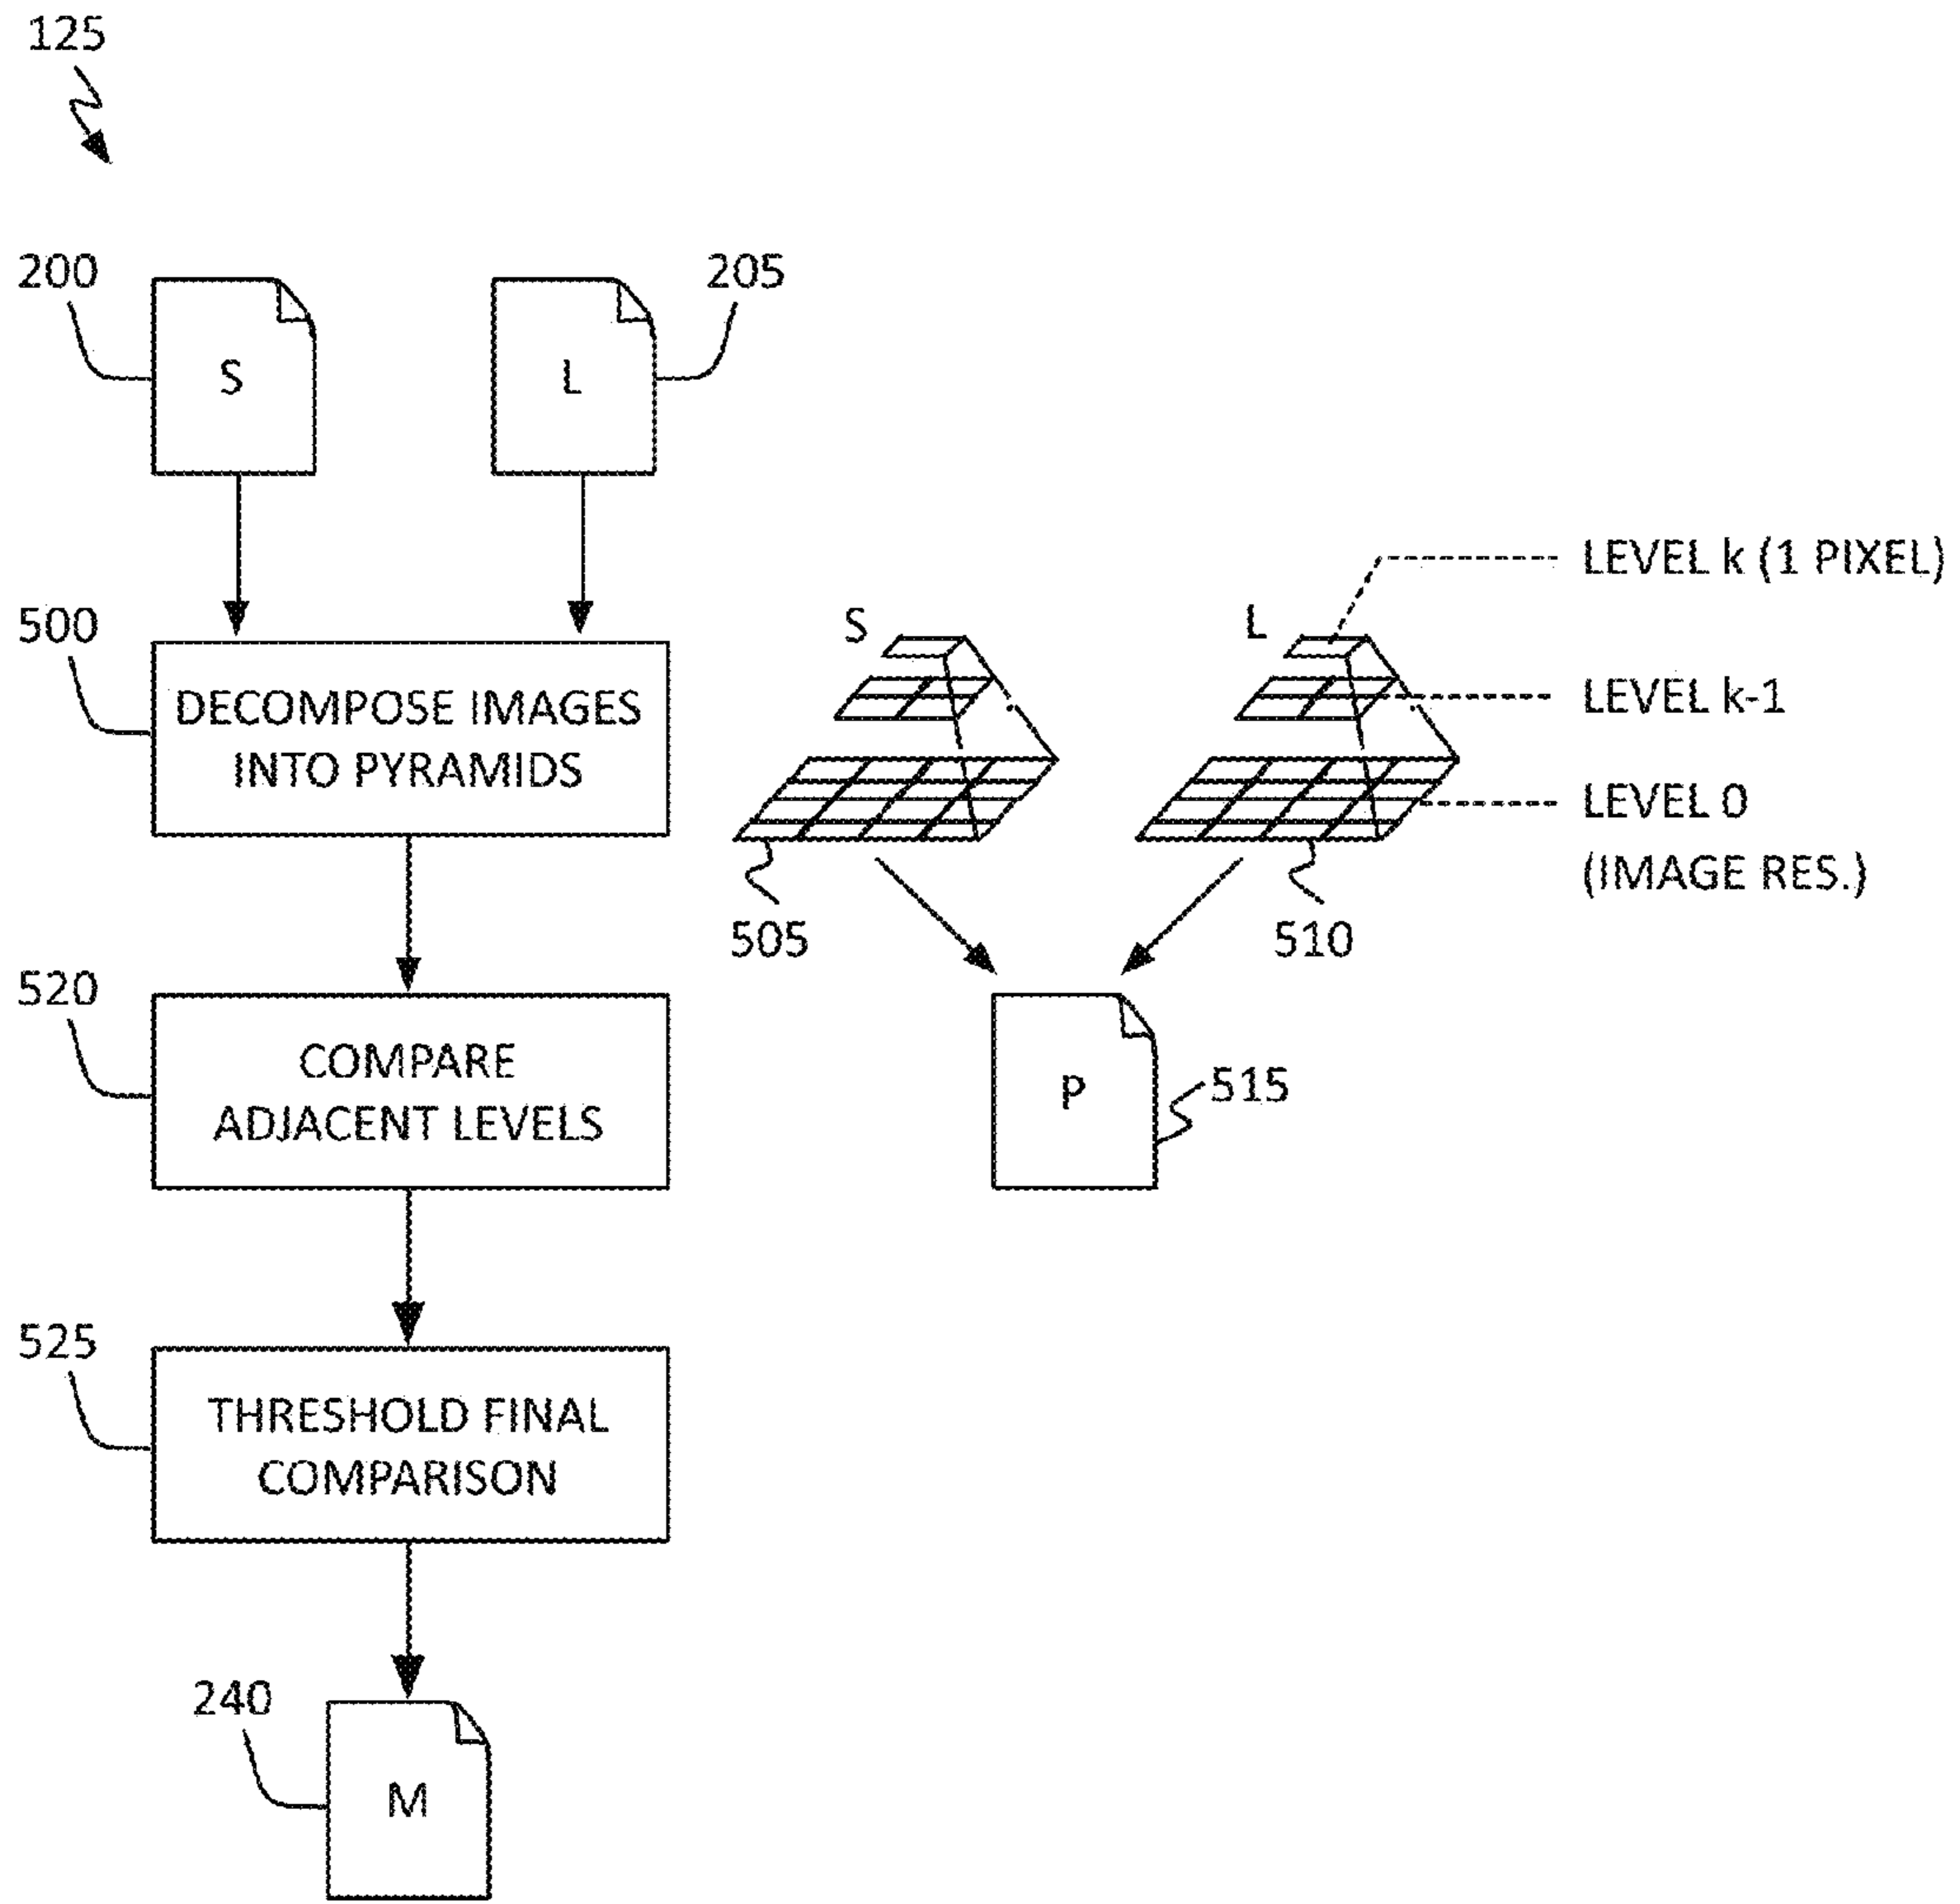 125
200
S
L
205
500
DECOMPOSE IMAGES
INTO PYRAMIDS
S
L
LEVEL k (1 PIXEL)
LEVEL k-1
LEVEL 0
(IMAGE RES.)
505
510
520
COMPARE
ADJACENT LEVELS
P
515
525
THRESHOLD FINAL
COMPARISON
240
M